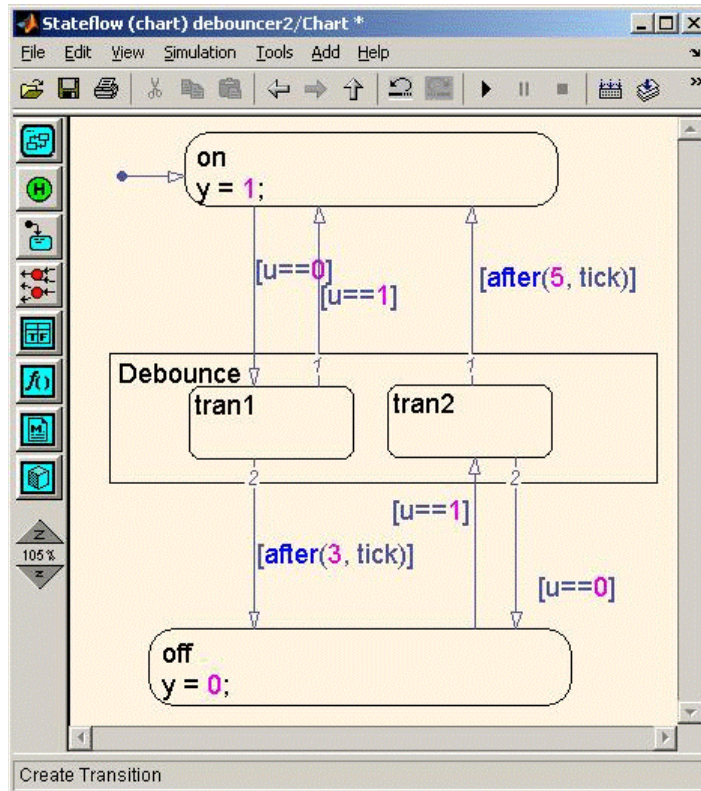 Stateflow (chart) debouncer2/Chart *
File Edit View Simulation Tools Add Help
on
y = 1;
[u==0]
[u==1]
[after(5, tick)]
Debounce
1
1
tran1
tran2
2
2
[u==1]
[after(3, tick)]
[u==0]
off
y = 0;
H
TF
f()
M
Z
105%
Z
Create Transition